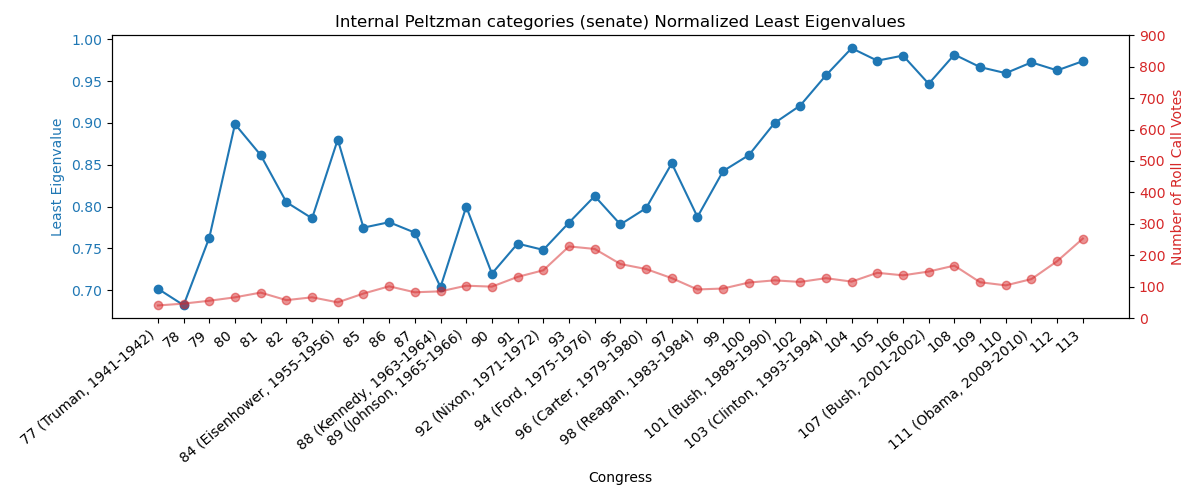 Internal Peltzman categories (senate) Normalized Least Eigenvalues
Least Eigenvalue
1.00
0.95
0.90
0.85
0.80
0.75
0.70
900
800
700
600
500
400
300
200
100
0
Number of Roll Call Votes
77 (Truman, 1941-1942)
78
79
80
81
82
83
84 (Eisenhower, 1955-1956)
85
86
87
88 (Kennedy, 1963-1964)
89 (Johnson, 1965-1966)
90
91
92 (Nixon, 1971-1972)
93
94 (Ford, 1975-1976)
95
96 (Carter, 1979-1980)
97
98 (Reagan, 1983-1984)
99
100
101 (Bush, 1989-1990)
102
103 (Clinton, 1993-1994)
104
105
106
107 (Bush, 2001-2002)
108
109
110
111 (Obama, 2009-2010)
112
113
Congress